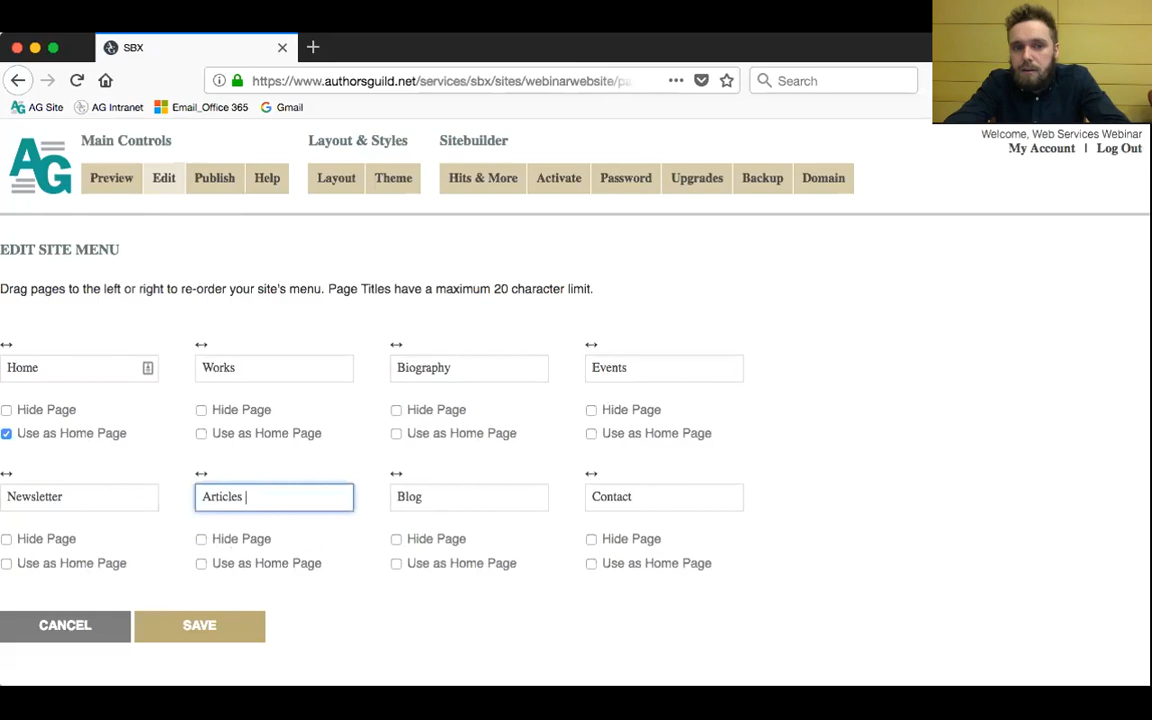 SBX
https://www.authorsguild.net/services/sbx/sites/webinarwebsite/pa
Search
AG Site AG Intranet Email_Office 365 Gmail
AG
Main Controls Layout & Styles Sitebuilder
Welcome, Web Services Webinar
My Account | Log Out
Preview Edit Publish Help Layout Theme Hits & More Activate Password Upgrades Backup Domain
EDIT SITE MENU
Drag pages to the left or right to re-order your site's menu. Page Titles have a maximum 20 character limit.
Home Works Biography Events
Hide Page Hide Page Hide Page Hide Page
Use as Home Page Use as Home Page Use as Home Page Use as Home Page
Newsletter Articles Blog Contact
Hide Page Hide Page Hide Page Hide Page
Use as Home Page Use as Home Page Use as Home Page Use as Home Page
CANCEL SAVE